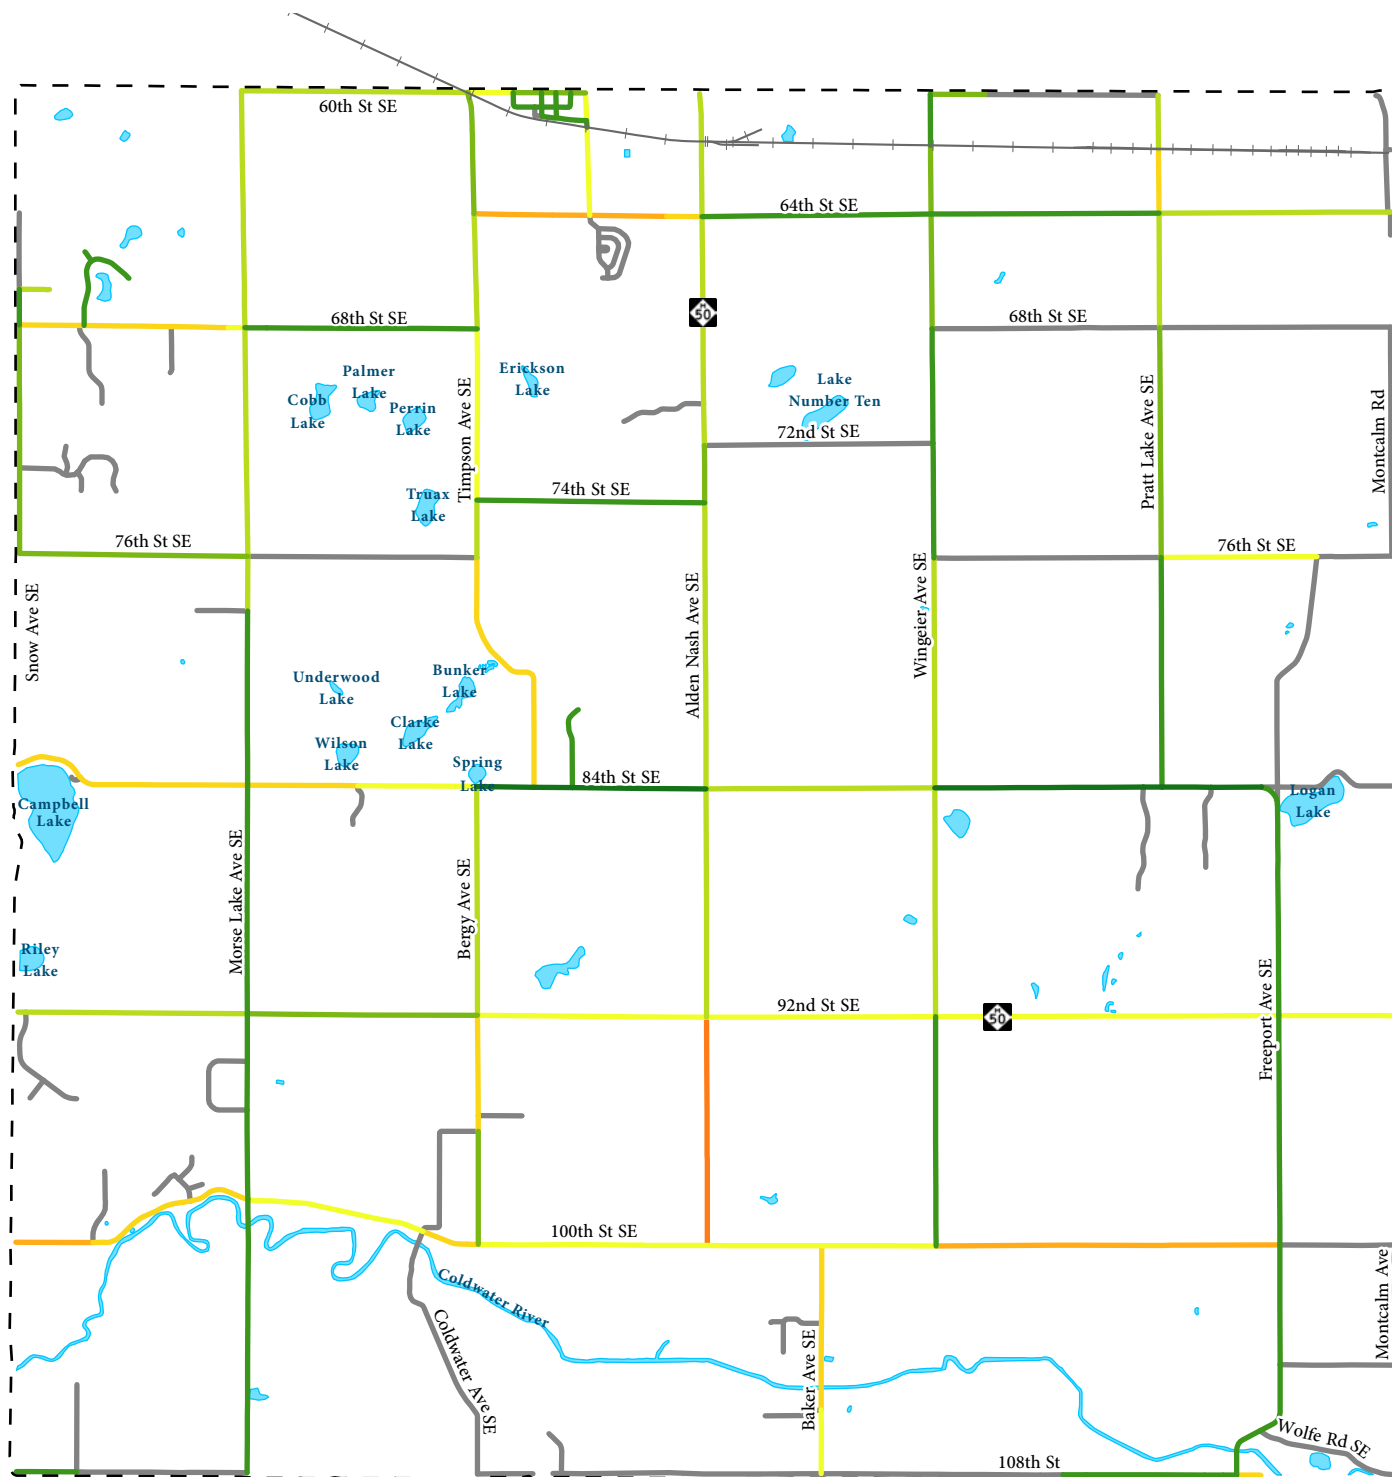 60th St SE
64th St SE
M
50
68th St SE
68th St SE
Palmer
Lake
Cobb
Lake
Perrin
Lake
Erickson
Lake
Lake
Number Ten
72nd St SE
Timpson Ave SE
Pratt Lake Ave SE
Montcalm Rd
Truax
Lake
74th St SE
76th St SE
76th St SE
Snow Ave SE
Alden Nash Ave SE
Wingeier Ave SE
Underwood
Lake
Bunker
Lake
Clarke
Lake
Wilson
Lake
Spring
Lake
84th St SE
Campbell
Lake
Logan
Lake
Morse Lake Ave SE
Bergy Ave SE
Riley
Lake
92nd St SE
M
50
Freeport Ave SE
100th St SE
Coldwater River
Coldwater Ave SE
Baker Ave SE
Montcalm Ave
Wolfe Rd SE
108th St